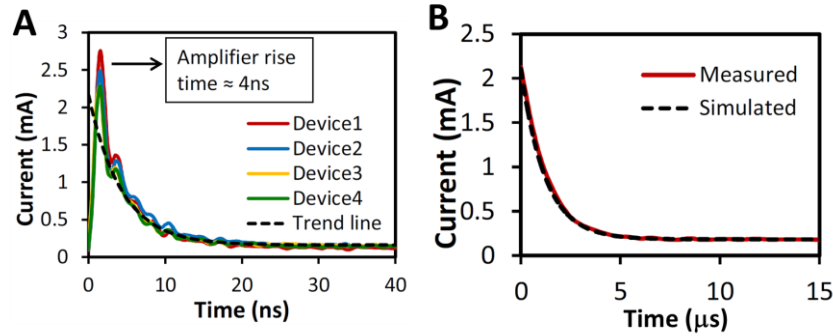 A
Current (mA)
3
2.5
2
1.5
1
0.5
0
Amplifier rise
time ≈ 4ns
Device1
Device2
Device3
Device4
Trend line
0 10 20 30 40
Time (ns)
B
Current (mA)
2.5
2
1.5
1
0.5
0
Measured
Simulated
0 5 10 15
Time (μs)